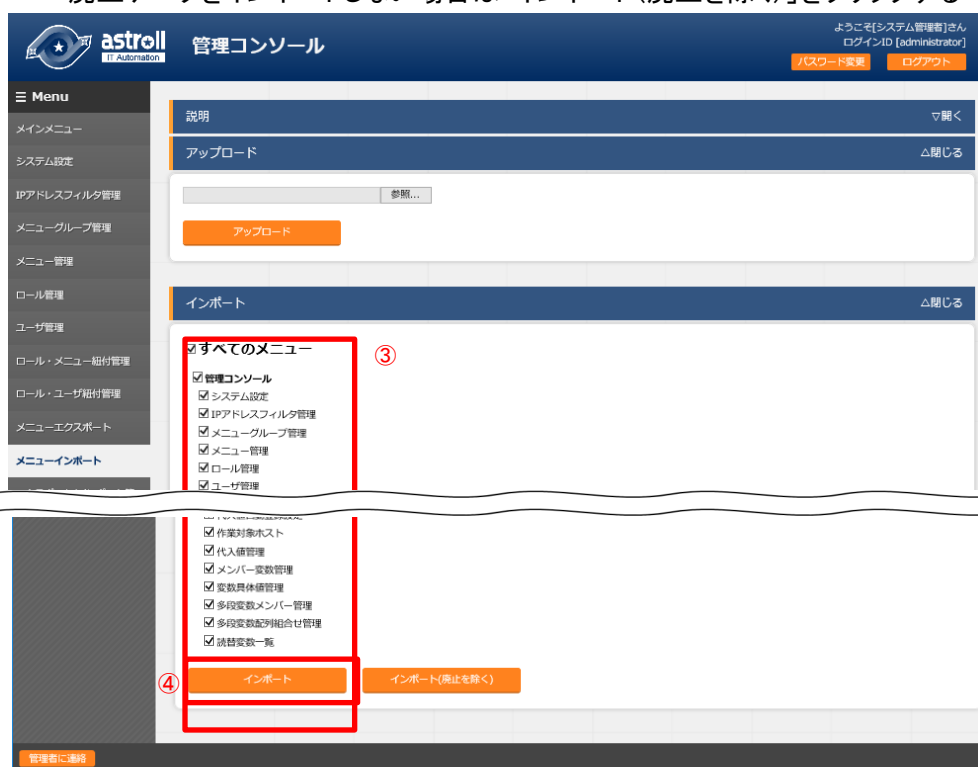 astroll
IT Automation
管理コンソール
ようこそ[システム管理者]さん
ログインID [administrator]
パスワード変更
ログアウト
☰ Menu
メインメニュー
システム設定
IPアドレスフィルタ管理
メニューグループ管理
メニュー管理
ロール管理
ユーザ管理
ロール・メニュー紐付管理
ロール・ユーザ紐付管理
メニューエクスポート
メニューインポート
説明
▽開く
アップロード
△閉じる
参照...
アップロード
インポート
△閉じる
すべてのメニュー
③
管理コンソール
システム設定
IPアドレスフィルタ管理
メニューグループ管理
メニュー管理
ロール管理
ユーザ管理
作業対象ホスト
代入値管理
メンバー変数管理
変数具体値管理
多段変数メンバー管理
多段変数配列組合せ管理
読替変数一覧
④
インポート
インポート(廃止を除く)
管理者に連絡